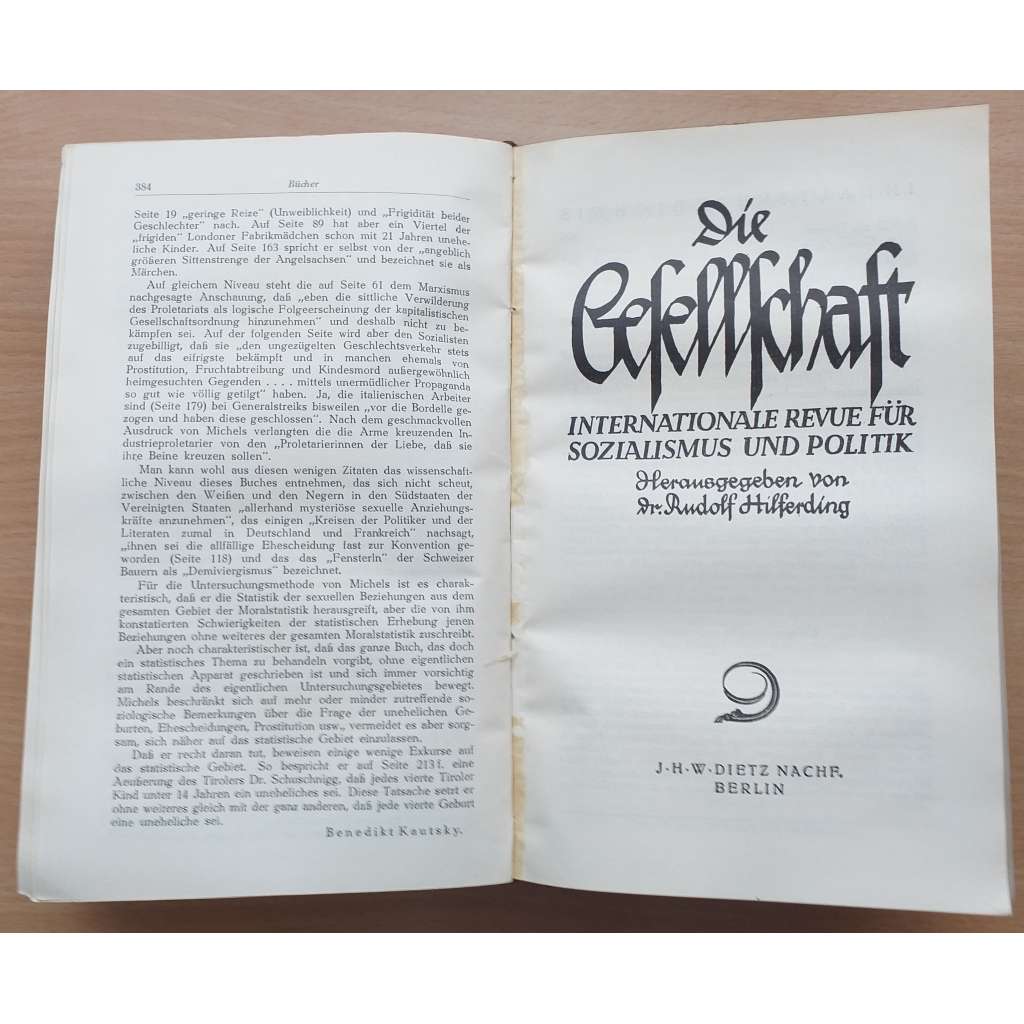 384
Bücher
Seite 19 „geringe Reize“ (Unweiblichkeit) und „Frigidität beider
Geschlechter“ nach. Auf Seite 89 hat aber ein Viertel der
„frigiden“ Londoner Fabrikmädchen schon mit 21 Jahren unehe-
liche Kinder. Auf Seite 163 spricht er selbst von der „angeblich
größeren Sittenstrenge der Angelsachsen“ und bezeichnet sie als
Märchen.
Auf gleichem Niveau steht die auf Seite 61 dem Marxismus
nachgesagte Anschauung, daß „eben die sittliche Verwilderung
des Proletariats als logische Folgeerscheinung der kapitalistischen
Gesellschaftsordnung hinzunehmen“ und deshalb nicht zu be-
kämpfen sei. Auf der folgenden Seite wird aber den Sozialisten
zugebilligt, daß sie „den ungezügelten Geschlechtsverkehr stets
auf das eifrigste bekämpft und in manchen ehemals von
Prostitution, Fruchtabtreibung und Kindesmord außergewöhnlich
heimgesuchten Gegenden . . . . mittels unermüdlicher Propaganda
so gut wie völlig getilgt“ haben. Ja, die italienischen Arbeiter
sind (Seite 179) bei Generalstreiks bisweilen „vor die Bordelle ge-
zogen und haben diese geschlossen“. Nach dem geschmackvollen
Ausdruck von Michels verlangten die die Arme kreuzenden In-
dustrieproletarier von den „Proletarierinnen der Liebe, daß sie
ihre Beine kreuzen sollen“.
Man kann wohl aus diesen wenigen Zitaten das wissenschaft-
liche Niveau dieses Buches entnehmen, das sich nicht scheut,
zwischen den Weißen und den Negern in den Südstaaten der
Vereinigten Staaten „allerhand mysteriöse sexuelle Anziehungs-
kräfte anzunehmen“, das einigen „Kreisen der Politiker und der
Literaten zumal in Deutschland und Frankreich“ nachsagt,
„ihnen sei die allfällige Ehescheidung fast zur Konvention ge-
worden (Seite 118) und das das „Fensterln“ der Schweizer
Bauern als „Demiviergismus“ bezeichnet.
Für die Untersuchungsmethode von Michels ist es charak-
teristisch, daß er die Statistik der sexuellen Beziehungen aus dem
gesamten Gebiet der Moralstatistik herausgreift, aber die von ihm
konstatierten Schwierigkeiten der statistischen Erhebung jenen
Beziehungen ohne weiteres der gesamten Moralstatistik zuschreibt.
Aber noch charakteristischer ist, daß das ganze Buch, das doch
ein statistisches Thema zu behandeln vorgibt, ohne eigentlichen
statistischen Apparat geschrieben ist und sich immer vorsichtig
am Rande des eigentlichen Untersuchungsgebietes bewegt.
Michels beschränkt sich auf mehr oder minder zutreffende so-
ziologische Bemerkungen über die Frage der unehelichen Ge-
burten, Ehescheidungen, Prostitution usw., vermeidet es aber sorg-
sam, sich näher auf das statistische Gebiet einzulassen.
Daß er recht daran tut, beweisen einige wenige Exkurse auf
das statistische Gebiet. So bespricht er auf Seite 213 f. eine
Aeußerung des Tirolers Dr. Schuschnigg, daß jedes vierte Tiroler
Kind unter 14 Jahren ein uneheliches sei. Diese Tatsache setzt er
ohne weiteres gleich mit der ganz anderen, daß jede vierte Geburt
eine uneheliche sei.
Benedikt Kautsky.
Die
Gesellschaft
INTERNATIONALE REVUE FÜR
SOZIALISMUS UND POLITIK
Herausgegeben von
Dr. Rudolf Hilferding
J·H·W·DIETZ NACHF.
BERLIN